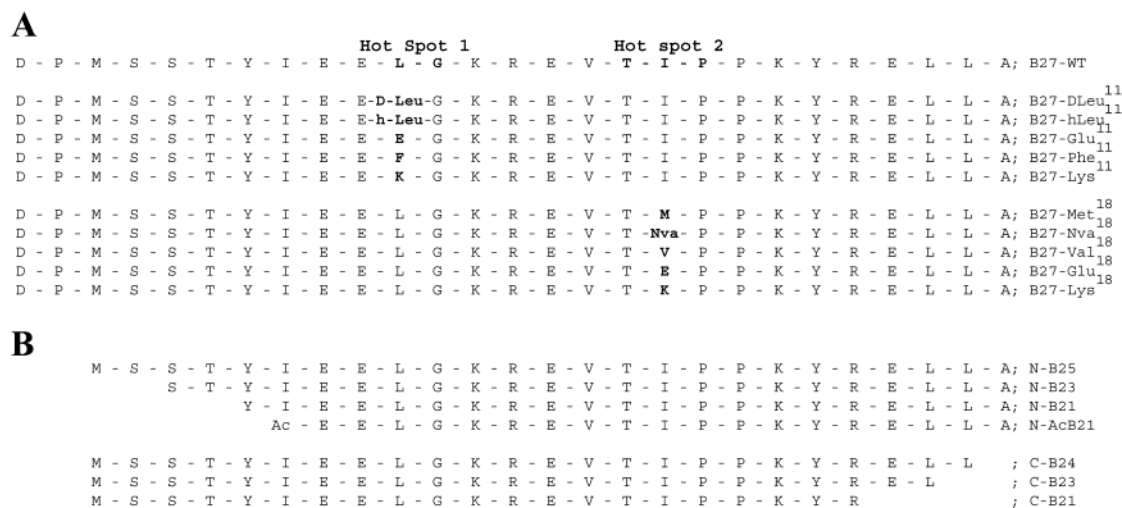 A
Hot Spot 1 Hot spot 2
D - P - M - S - S - T - Y - I - E - E - L - G - K - R - E - V - T - I - P - P - K - Y - R - E - L - L - A; B27-WT
D - P - M - S - S - T - Y - I - E - E-D-Leu-G - K - R - E - V - T - I - P - P - K - Y - R - E - L - L - A; B27-DLeu11
D - P - M - S - S - T - Y - I - E - E-h-Leu-G - K - R - E - V - T - I - P - P - K - Y - R - E - L - L - A; B27-hLeu11
D - P - M - S - S - T - Y - I - E - E - E - G - K - R - E - V - T - I - P - P - K - Y - R - E - L - L - A; B27-Glu11
D - P - M - S - S - T - Y - I - E - E - F - G - K - R - E - V - T - I - P - P - K - Y - R - E - L - L - A; B27-Phe11
D - P - M - S - S - T - Y - I - E - E - K - G - K - R - E - V - T - I - P - P - K - Y - R - E - L - L - A; B27-Lys11
D - P - M - S - S - T - Y - I - E - E - L - G - K - R - E - V - T - M - P - P - K - Y - R - E - L - L - A; B27-Met18
D - P - M - S - S - T - Y - I - E - E - L - G - K - R - E - V - T -Nva- P - P - K - Y - R - E - L - L - A; B27-Nva18
D - P - M - S - S - T - Y - I - E - E - L - G - K - R - E - V - T - V - P - P - K - Y - R - E - L - L - A; B27-Val18
D - P - M - S - S - T - Y - I - E - E - L - G - K - R - E - V - T - E - P - P - K - Y - R - E - L - L - A; B27-Glu18
D - P - M - S - S - T - Y - I - E - E - L - G - K - R - E - V - T - K - P - P - K - Y - R - E - L - L - A; B27-Lys18
B
M - S - S - T - Y - I - E - E - L - G - K - R - E - V - T - I - P - P - K - Y - R - E - L - L - A; N-B25
S - T - Y - I - E - E - L - G - K - R - E - V - T - I - P - P - K - Y - R - E - L - L - A; N-B23
Y - I - E - E - L - G - K - R - E - V - T - I - P - P - K - Y - R - E - L - L - A; N-B21
Ac - E - E - L - G - K - R - E - V - T - I - P - P - K - Y - R - E - L - L - A; N-AcB21
M - S - S - T - Y - I - E - E - L - G - K - R - E - V - T - I - P - P - K - Y - R - E - L - L ; C-B24
M - S - S - T - Y - I - E - E - L - G - K - R - E - V - T - I - P - P - K - Y - R - E - L ; C-B23
M - S - S - T - Y - I - E - E - L - G - K - R - E - V - T - I - P - P - K - Y - R ; C-B21